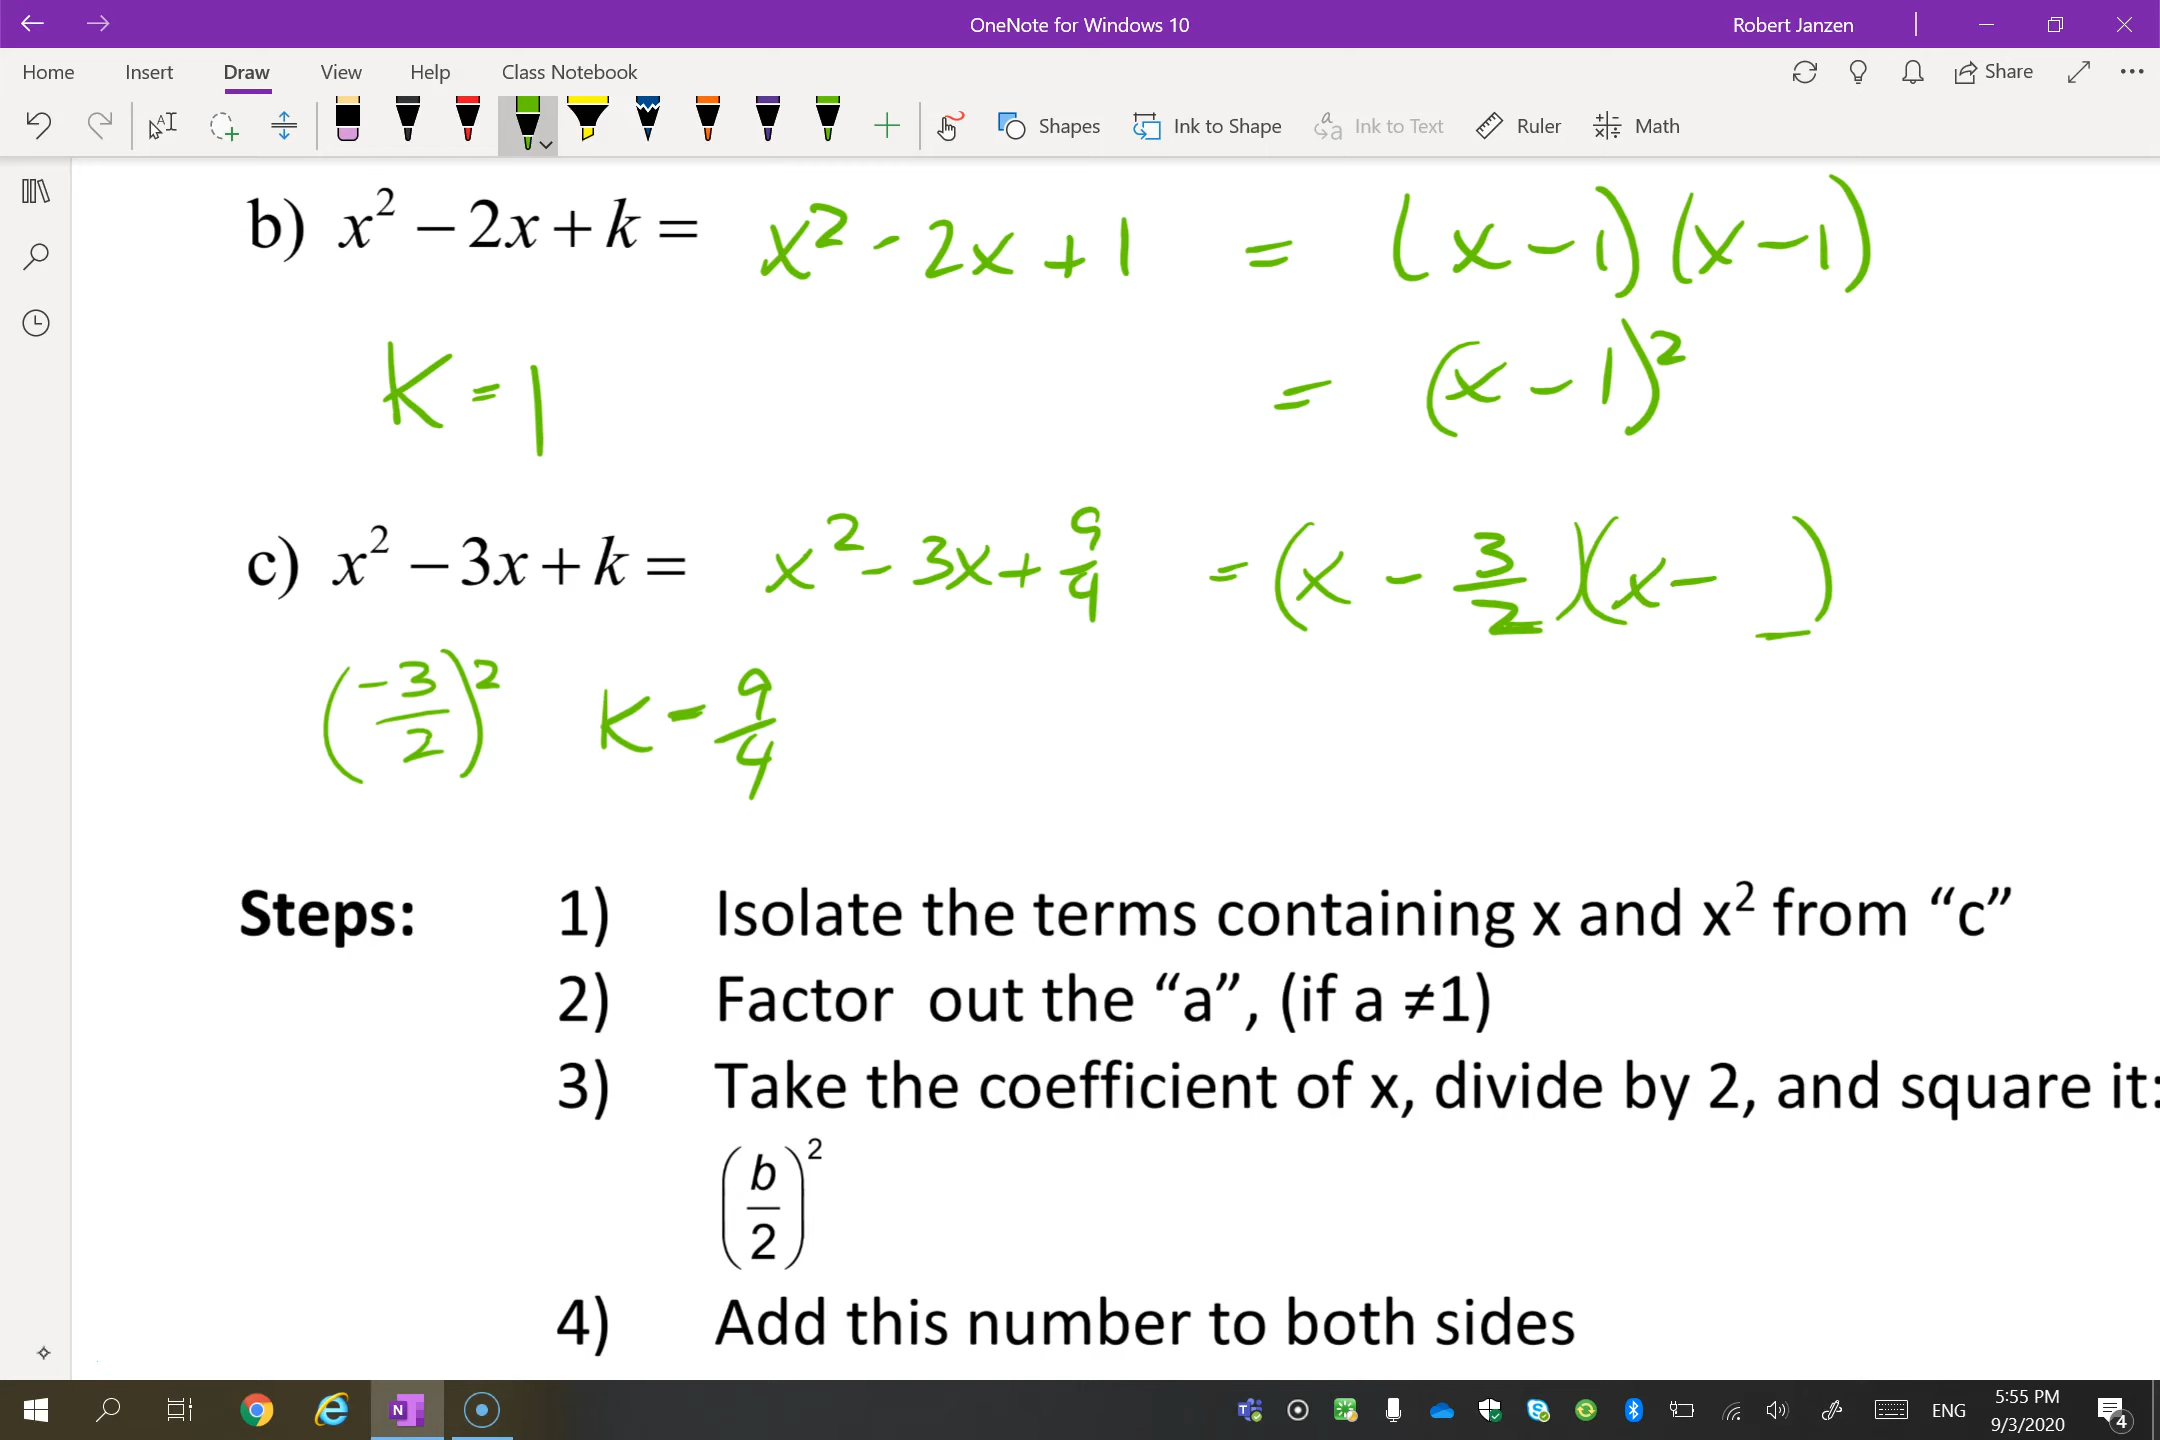 OneNote for Windows 10
Robert Janzen
Home Insert Draw View Help Class Notebook Share
Shapes Ink to Shape Ink to Text Ruler Math
b) x² − 2x + k = x² - 2x + 1 = (x - 1)(x - 1)
K = 1 = (x - 1)²
c) x² − 3x + k = x² - 3x + 9/4 = (x - 3/2)(x - )
(-3/2)² K = 9/4
Steps: 1) Isolate the terms containing x and x² from “c”
2) Factor out the “a”, (if a ≠1)
3) Take the coefficient of x, divide by 2, and square it:
(b/2)²
4) Add this number to both sides
ENG
5:55 PM
9/3/2020
4